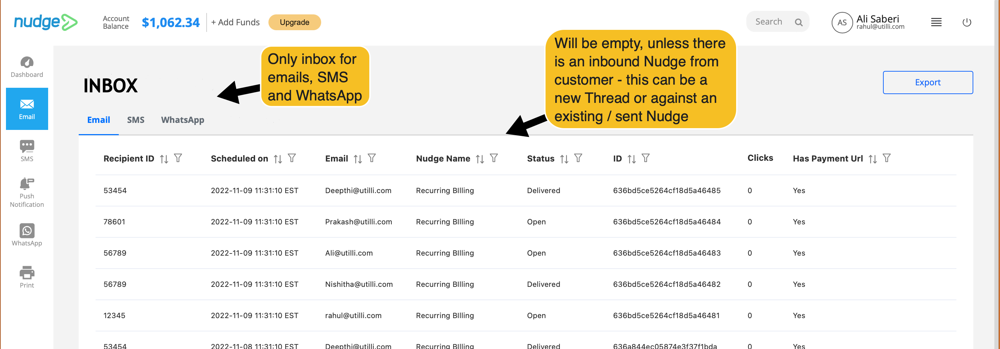 nudge
Account
Balance
$1,062.34
+ Add Funds
Upgrade
Search
AS
Ali Saberi
rahul@utilli.com
Dashboard
Email
SMS
Push
Notification
WhatsApp
Print
INBOX
Only inbox for
emails, SMS
and WhatsApp
Will be empty, unless there
is an inbound Nudge from
customer - this can be a
new Thread or against an
existing / sent Nudge
Export
Email SMS WhatsApp
Recipient ID Scheduled on Email Nudge Name Status ID Clicks Has Payment Url
53454 2022-11-09 11:31:10 EST Deepthi@utilli.com Recurring BIlling Delivered 636bd5ce5264cf18d5a46485 0 Yes
78601 2022-11-09 11:31:10 EST Prakash@utilli.com Recurring BIlling Open 636bd5ce5264cf18d5a46484 0 Yes
56789 2022-11-09 11:31:10 EST Ali@utilli.com Recurring BIlling Open 636bd5ce5264cf18d5a46483 0 Yes
56789 2022-11-09 11:31:10 EST Nishitha@utilli.com Recurring BIlling Delivered 636bd5ce5264cf18d5a46482 0 Yes
12345 2022-11-09 11:31:10 EST rahul@utilli.com Recurring BIlling Open 636bd5ce5264cf18d5a46481 0 Yes
53454 2022-11-08 11:31:10 EST Deepthi@utilli.com Recurring BIlling Delivered 636a844ec05874e3f37f1bda 0 Yes